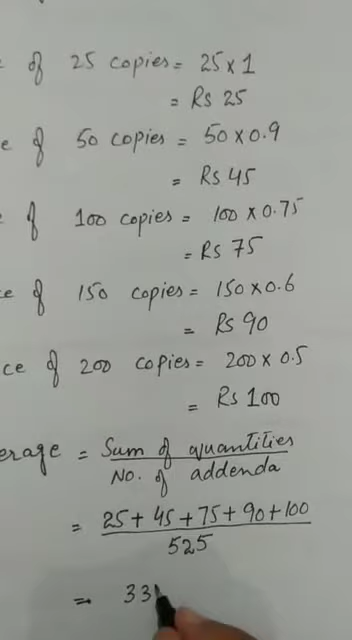 of 25 copies = 25 x 1
= Rs 25
of 50 copies = 50 x 0.9
= Rs 45
of 100 copies = 100 x 0.75
= Rs 75
of 150 copies = 150 x 0.6
= Rs 90
of 200 copies = 200 x 0.5
= Rs 100
= Sum of quantities
No. of addenda
= 25 + 45 + 75 + 90 + 100
525
= 33